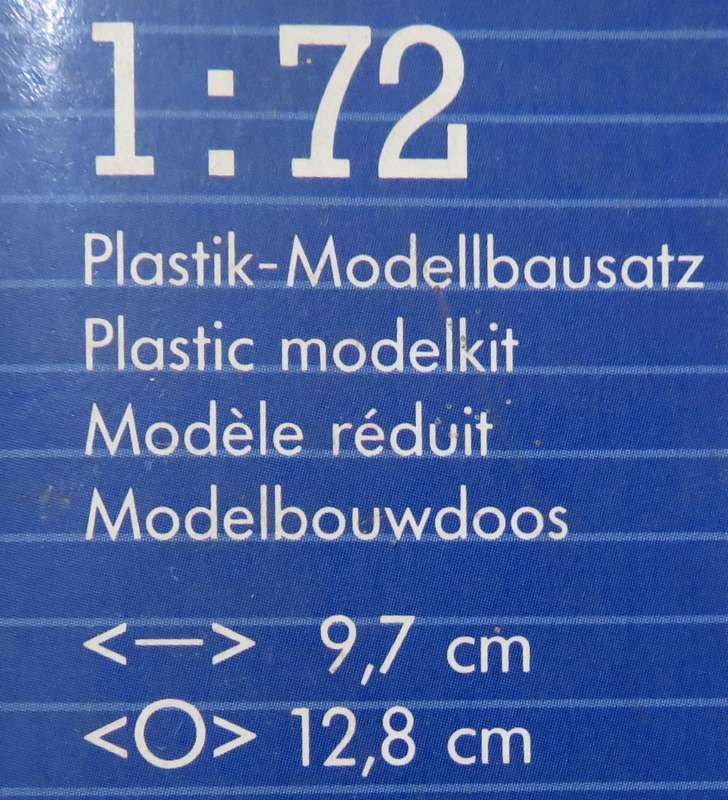 1:72
Plastik-Modellbausatz
Plastic modelkit
Modèle réduit
Modelbouwdoos
<—> 9,7 cm
<O> 12,8 cm